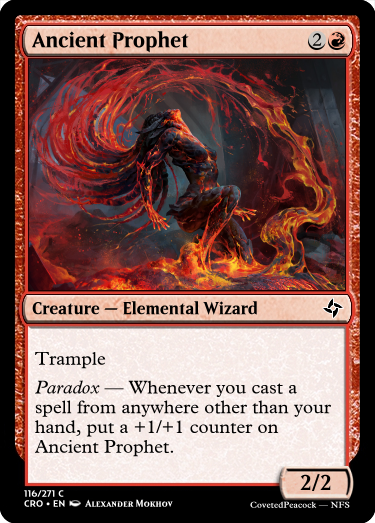 Ancient Prophet 2
Creature — Elemental Wizard
Trample
Paradox — Whenever you cast a
spell from anywhere other than your
hand, put a +1/+1 counter on
Ancient Prophet.
2/2
116/271 C
CRO • EN Alexander Mokhov CovetedPeacock — NFS